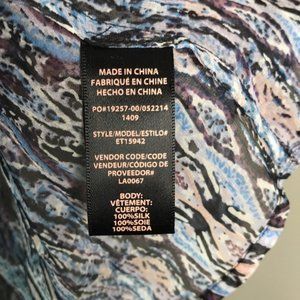 MADE IN CHINA
FABRIQUÉ EN CHINE
HECHO EN CHINA
PO#19257-00/052214
1409
STYLE/MODEL/ESTILO#
ET15942
VENDOR CODE/CODE
VENDEUR/CÓDIGO DE
PROVEEDOR#
LA0067
BODY:
VÊTEMENT:
CUERPO:
100%SILK
100%SOIE
100%SEDA